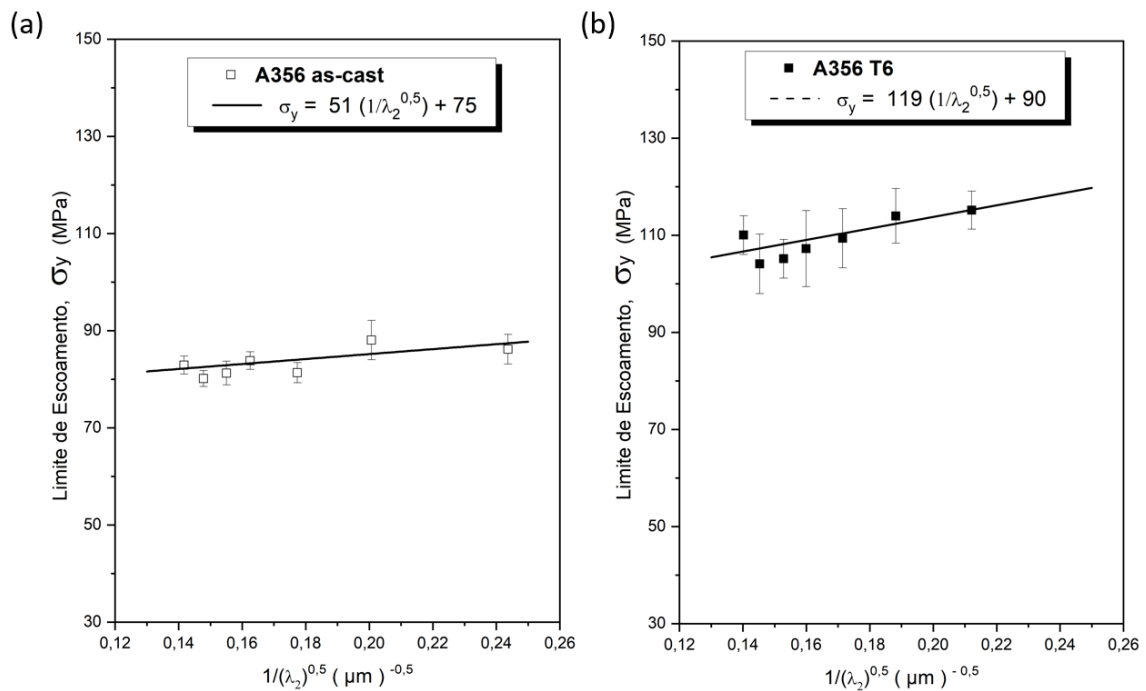 (a)
150
130
110
90
70
50
30
Limite de Escoamento, σy (MPa)
A356 as-cast
σy = 51 (1/λ2^0,5) + 75
0,12 0,14 0,16 0,18 0,20 0,22 0,24 0,26
1/(λ2)^0,5 ( µm )^-0,5
(b)
150
130
110
90
70
50
30
Limite de Escoamento, σy (MPa)
A356 T6
σy = 119 (1/λ2^0,5) + 90
0,12 0,14 0,16 0,18 0,20 0,22 0,24 0,26
1/(λ2)^0,5 ( µm )^-0,5